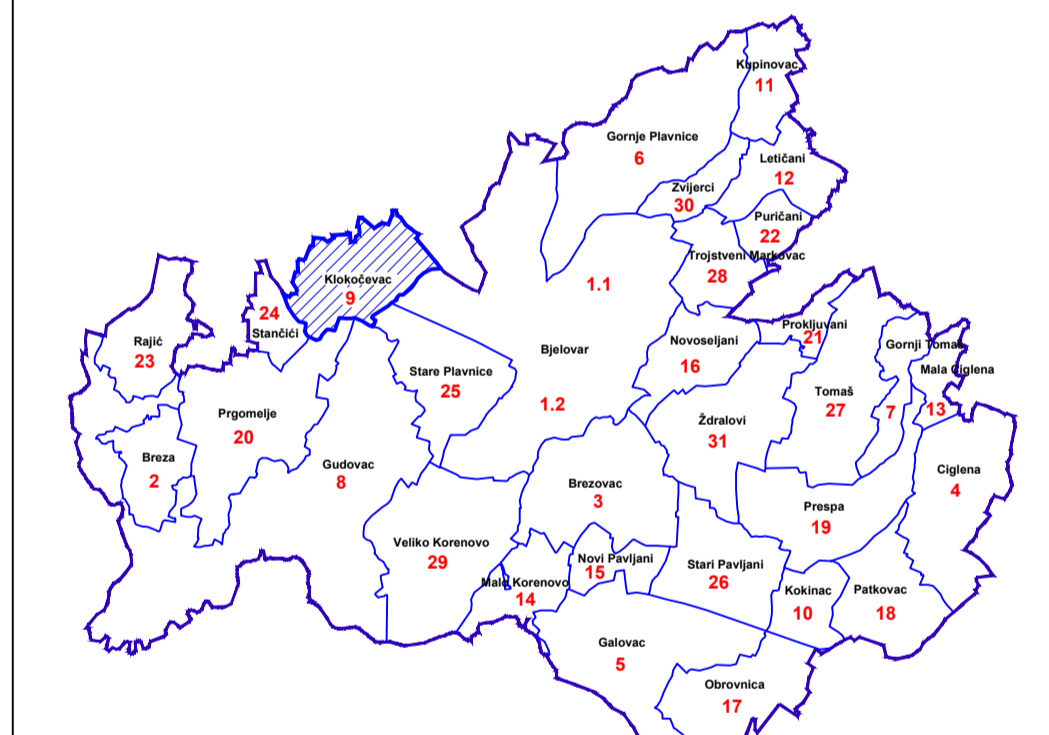 Kupinovac
11
Gornje Plavnice
6
Letičani
12
Zvijerci
30
Puričani
22
Trojstveni Markovac
28
Klokočevac
9
1.1
24
Stančići
Rajić
23
Prokljuvani
21
Novoseljani
16
Gornji Tomaš
7
Mala Ciglena
13
Bjelovar
1.2
Stare Plavnice
25
Tomaš
27
Prgomelje
20
Ždralovi
31
Breza
2
Gudovac
8
Ciglena
4
Brezovac
3
Prespa
19
Veliko Korenovo
29
Novi Pavljani
15
Stari Pavljani
26
Malo Korenovo
14
Kokinac
10
Patkovac
18
Galovac
5
Obrovnica
17